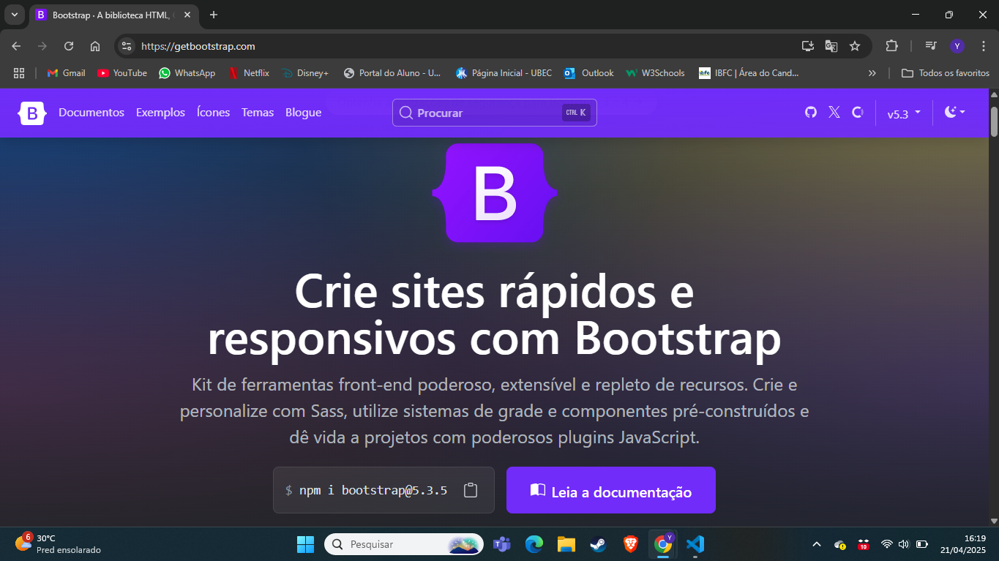 Bootstrap · A biblioteca HTML,
https://getbootstrap.com
Gmail
YouTube
WhatsApp
Netflix
Disney+
Portal do Aluno - U...
Página Inicial - UBEC
Outlook
W3Schools
IBFC | Área do Cand...
Todos os favoritos
B
Documentos
Exemplos
Ícones
Temas
Blogue
Procurar
CTRL K
v5.3
B
Crie sites rápidos e
responsivos com Bootstrap
Kit de ferramentas front-end poderoso, extensível e repleto de recursos. Crie e
personalize com Sass, utilize sistemas de grade e componentes pré-construídos e
dê vida a projetos com poderosos plugins JavaScript.
$ npm i bootstrap@5.3.5
Leia a documentação
6
30°C
Pred ensolarado
Pesquisar
10
16:19
21/04/2025